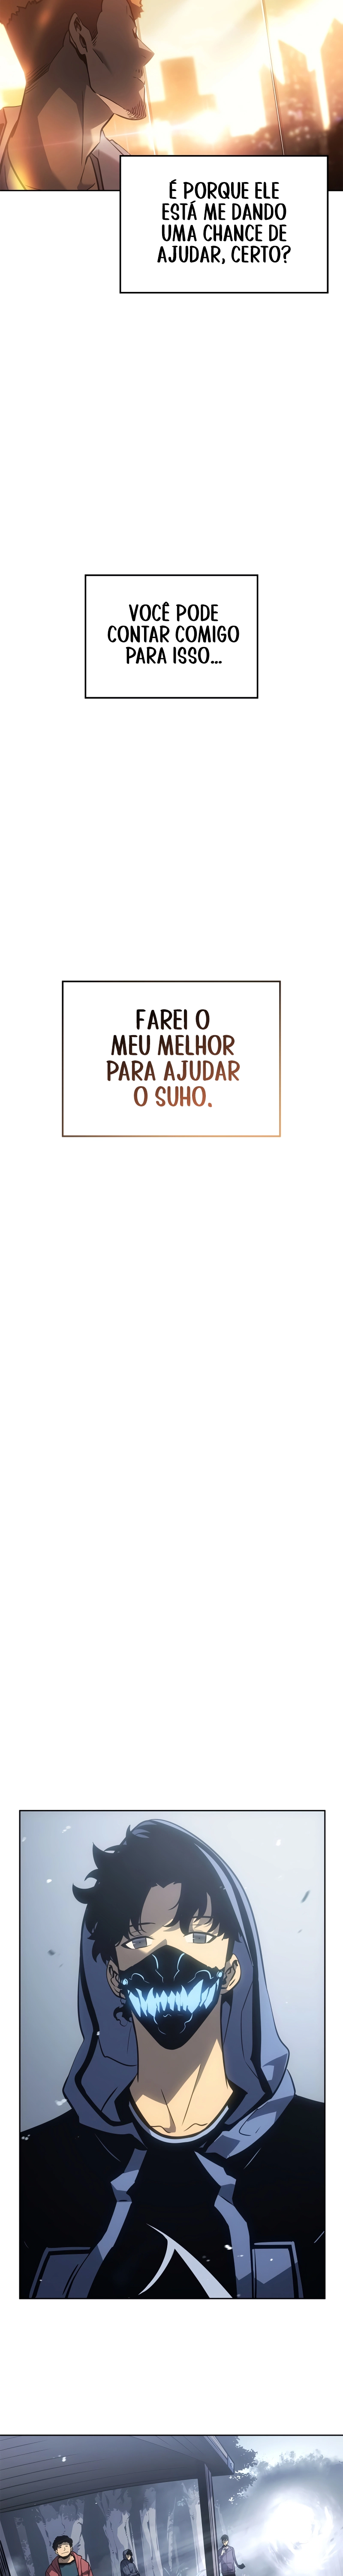 É PORQUE ELE
ESTÁ ME DANDO
UMA CHANCE DE
AJUDAR, CERTO?
VOCÊ PODE
CONTAR COMIGO
PARA ISSO...
FAREI O
MEU MELHOR
PARA AJUDAR
O SUHO.